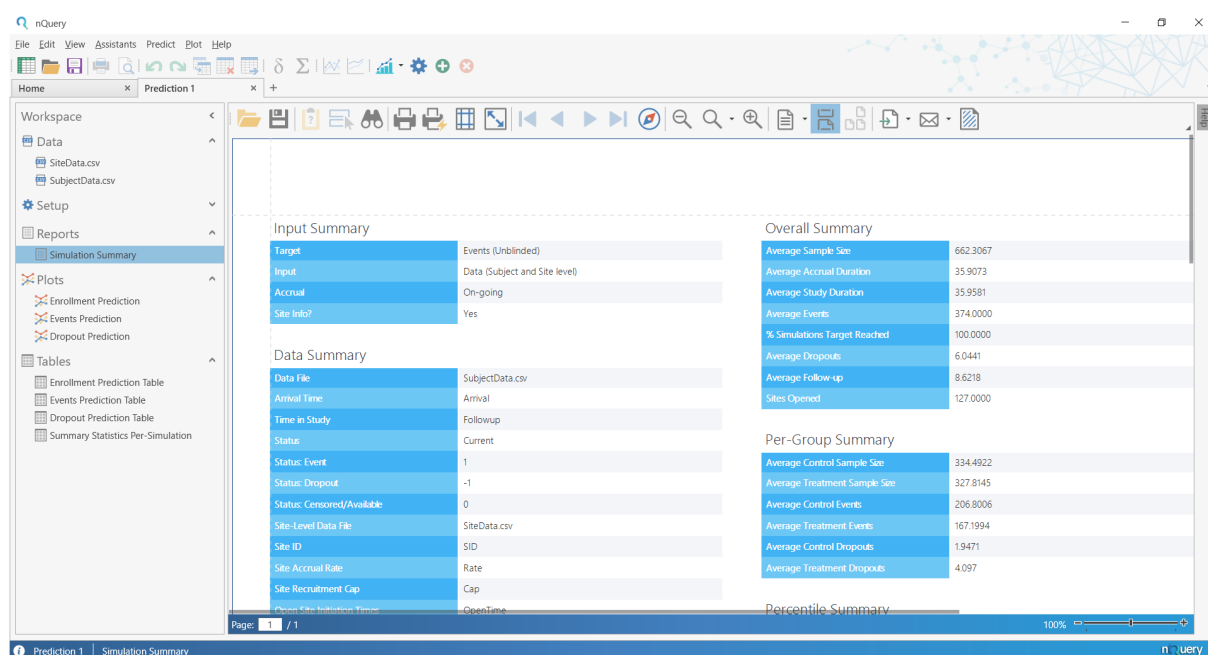 nQuery
File Edit View Assistants Predict Plot Help
Home × Prediction 1 × +
Workspace
Data
SiteData.csv
SubjectData.csv
Setup
Reports
Simulation Summary
Plots
Enrollment Prediction
Events Prediction
Dropout Prediction
Tables
Enrollment Prediction Table
Events Prediction Table
Dropout Prediction Table
Summary Statistics Per-Simulation
Help
Input Summary
Target Events (Unblinded)
Input Data (Subject and Site level)
Accrual On-going
Site Info? Yes
Data Summary
Data File SubjectData.csv
Arrival Time Arrival
Time in Study Followup
Status Current
Status: Event 1
Status: Dropout -1
Status: Censored/Available 0
Site-Level Data File SiteData.csv
Site ID SID
Site Accrual Rate Rate
Site Recruitment Cap Cap
Open Site Initiation Times OpenTime
Overall Summary
Average Sample Size 662.3067
Average Accrual Duration 35.9073
Average Study Duration 35.9581
Average Events 374.0000
% Simulations Target Reached 100.0000
Average Dropouts 6.0441
Average Follow-up 8.6218
Sites Opened 127.0000
Per-Group Summary
Average Control Sample Size 334.4922
Average Treatment Sample Size 327.8145
Average Control Events 206.8006
Average Treatment Events 167.1994
Average Control Dropouts 1.9471
Average Treatment Dropouts 4.097
Percentile Summary
Page: 1 / 1 100%
Prediction 1 Simulation Summary nQuery